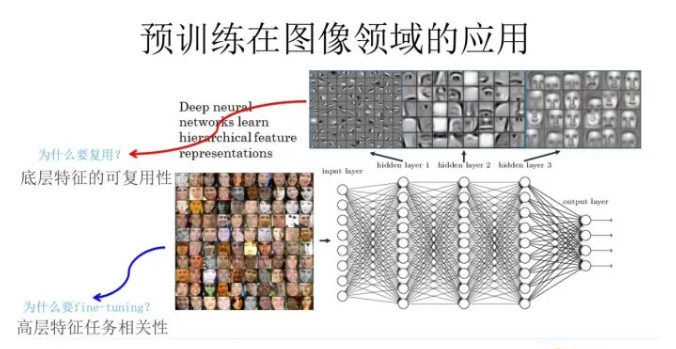 预训练在图像领域的应用
Deep neural
networks learn
hierarchical feature
representations
为什么要复用?
底层特征的可复用性
hidden layer 1 hidden layer 2 hidden layer 3
input layer
output layer
为什么要fine-tuning?
高层特征任务相关性